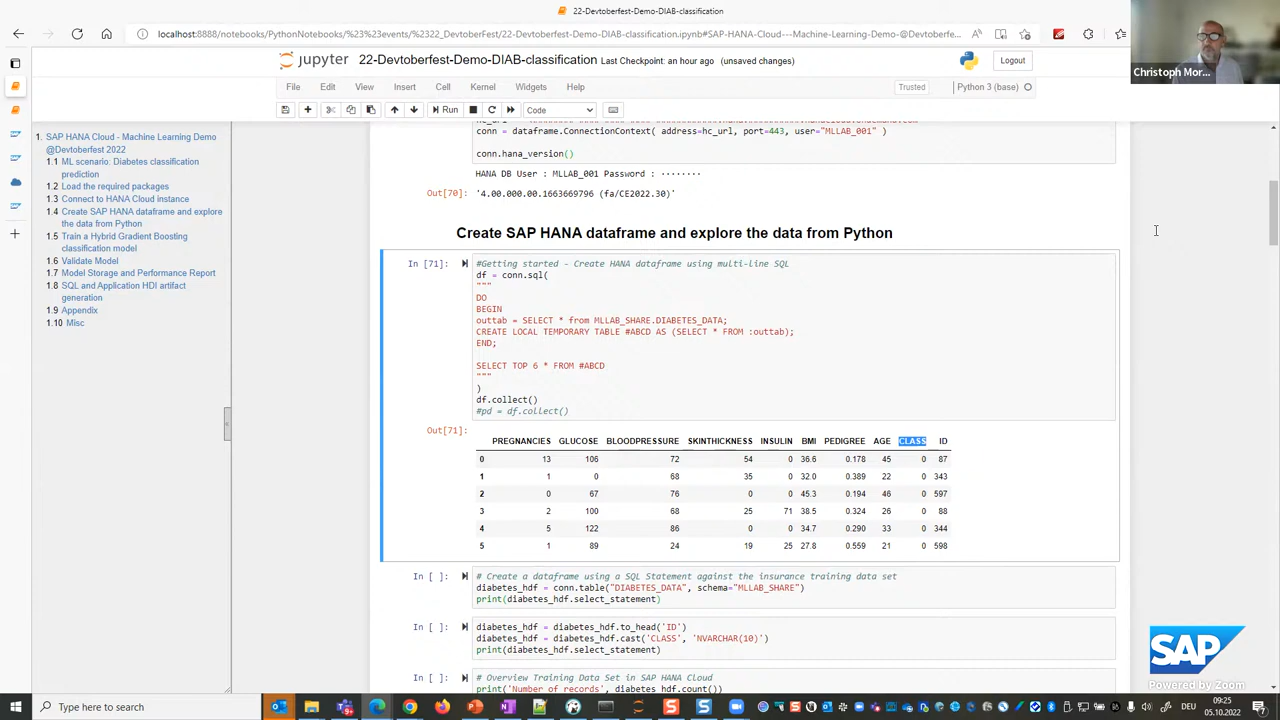 22-Devtoberfest-Demo-DIAB-classification
localhost:8888/notebooks/PythonNotebooks/%23%23events/%2322_DevtoberFest/22-Devtoberfest-Demo-DIAB-classification.ipynb#SAP-HANA-Cloud---Machine-Learning-Demo-@Devtoberfe...
Christoph Mor...
jupyter 22-Devtoberfest-Demo-DIAB-classification Last Checkpoint: an hour ago (unsaved changes)
Logout
File Edit View Insert Cell Kernel Widgets Help
Trusted
Python 3 (base)
Run
Code
1. SAP HANA Cloud - Machine Learning Demo
@Devtoberfest 2022
1.1 ML scenario: Diabetes classification
prediction
1.2 Load the required packages
1.3 Connect to HANA Cloud instance
1.4 Create SAP HANA dataframe and explore
the data from Python
1.5 Train a Hybrid Gradient Boosting
classification model
1.6 Validate Model
1.7 Model Storage and Performance Report
1.8 SQL and Application HDI artifact
generation
1.9 Appendix
1.10 Misc
conn = dataframe.ConnectionContext( address=hc_url, port=443, user="MLLAB_001" )
conn.hana_version()
HANA DB User : MLLAB_001 Password : ········
Out[70]: '4.00.000.00.1663669796 (fa/CE2022.30)'
Create SAP HANA dataframe and explore the data from Python
In [71]: #Getting started - Create HANA dataframe using multi-line SQL
df = conn.sql(
"""
DO
BEGIN
outtab = SELECT * from MLLAB_SHARE.DIABETES_DATA;
CREATE LOCAL TEMPORARY TABLE #ABCD AS (SELECT * FROM :outtab);
END;
SELECT TOP 6 * FROM #ABCD
"""
)
df.collect()
#pd = df.collect()
Out[71]:
PREGNANCIES GLUCOSE BLOODPRESSURE SKINTHICKNESS INSULIN BMI PEDIGREE AGE CLASS ID
0 13 106 72 54 0 36.6 0.178 45 0 87
1 1 0 68 35 0 32.0 0.389 22 0 343
2 0 67 76 0 0 45.3 0.194 46 0 597
3 2 100 68 25 71 38.5 0.324 26 0 88
4 5 122 86 0 0 34.7 0.290 33 0 344
5 1 89 24 19 25 27.8 0.559 21 0 598
In [ ]: # Create a dataframe using a SQL Statement against the insurance training data set
diabetes_hdf = conn.table("DIABETES_DATA", schema="MLLAB_SHARE")
print(diabetes_hdf.select_statement)
In [ ]: diabetes_hdf = diabetes_hdf.to_head('ID')
diabetes_hdf = diabetes_hdf.cast('CLASS', 'NVARCHAR(10)')
print(diabetes_hdf.select_statement)
In [ ]: # Overview Training Data Set in SAP HANA Cloud
print('Number of records', diabetes_hdf.count())
SAP
Powered by Zoom
Type here to search
DEU
09:25
05.10.2022